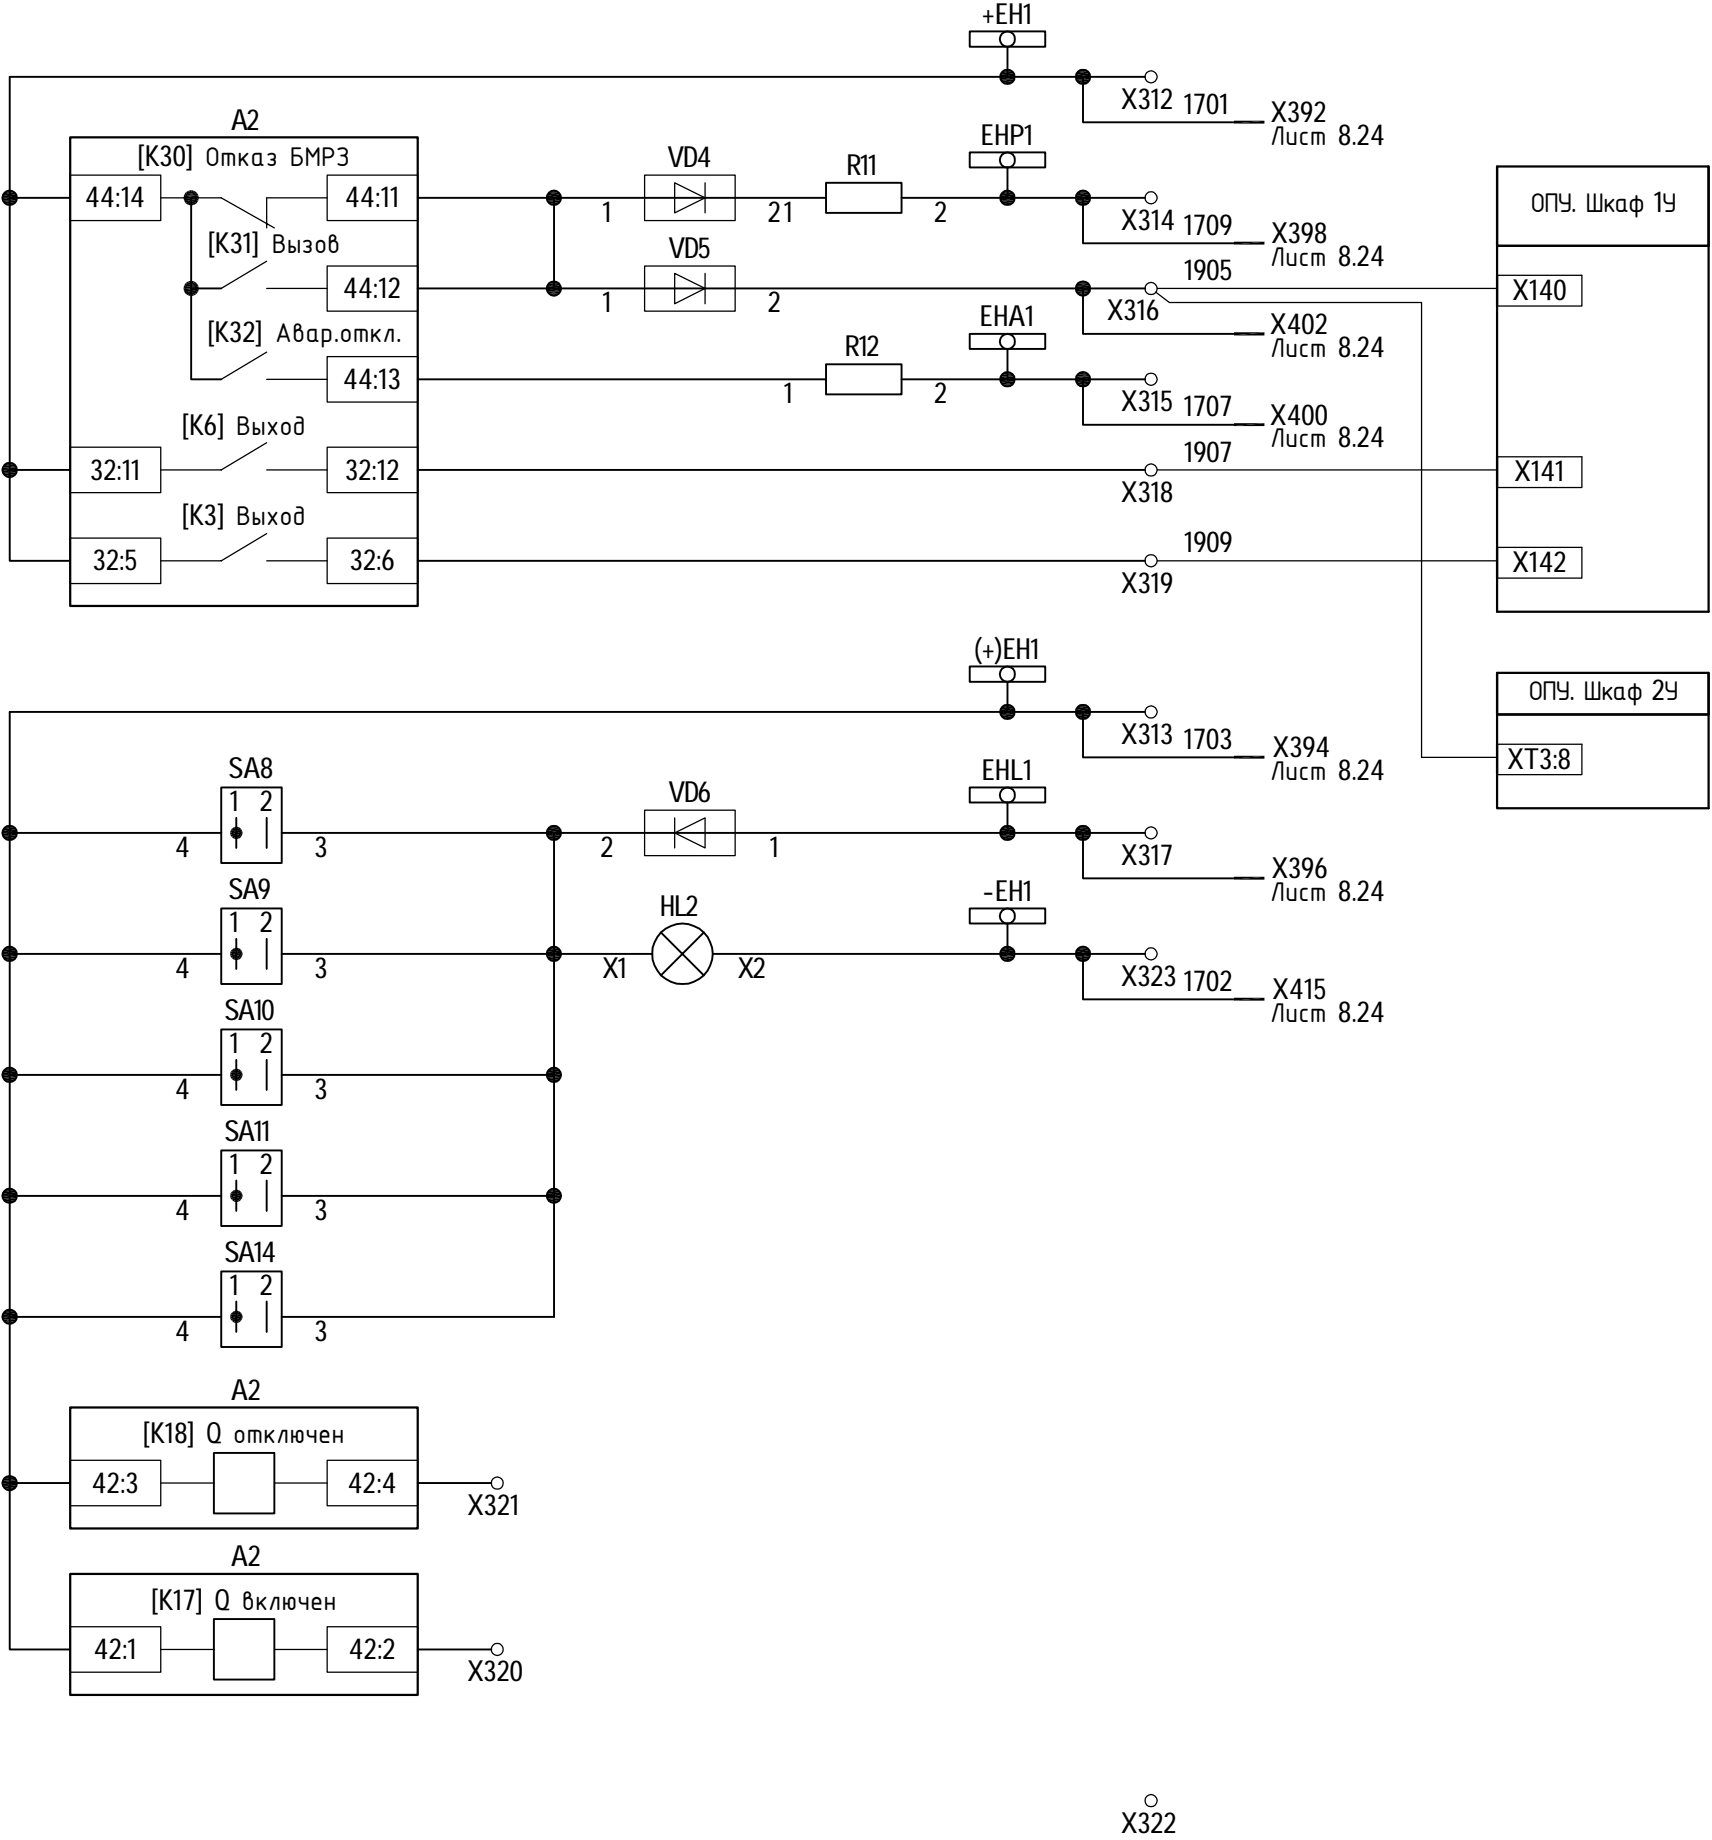 +EH1
X312 1701 X392
Лист 8.24
A2
[K30] Отказ БМРЗ
44:14 44:11
1 VD4 21 R11 2
EHP1
X314 1709 X398
Лист 8.24
ОПУ. Шкаф 1У
[K31] Вызов
44:12
1 VD5 2
X316 1905 X140
X402
Лист 8.24
[K32] Авар.откл.
44:13
1 R12 2
EHA1
X315 1707 X400
Лист 8.24
[K6] Выход
32:11 32:12
X318 1907 X141
[K3] Выход
32:5 32:6
X319 1909 X142
(+)EH1
X313 1703 X394
Лист 8.24
ОПУ. Шкаф 2У
XT3:8
SA8
1 2
4 3
2 VD6 1
EHL1
X317 X396
Лист 8.24
SA9
1 2
4 3
X1 HL2 X2
-EH1
X323 1702 X415
Лист 8.24
SA10
1 2
4 3
SA11
1 2
4 3
SA14
1 2
4 3
A2
[K18] Q отключен
42:3 42:4
X321
A2
[K17] Q включен
42:1 42:2
X320
X322